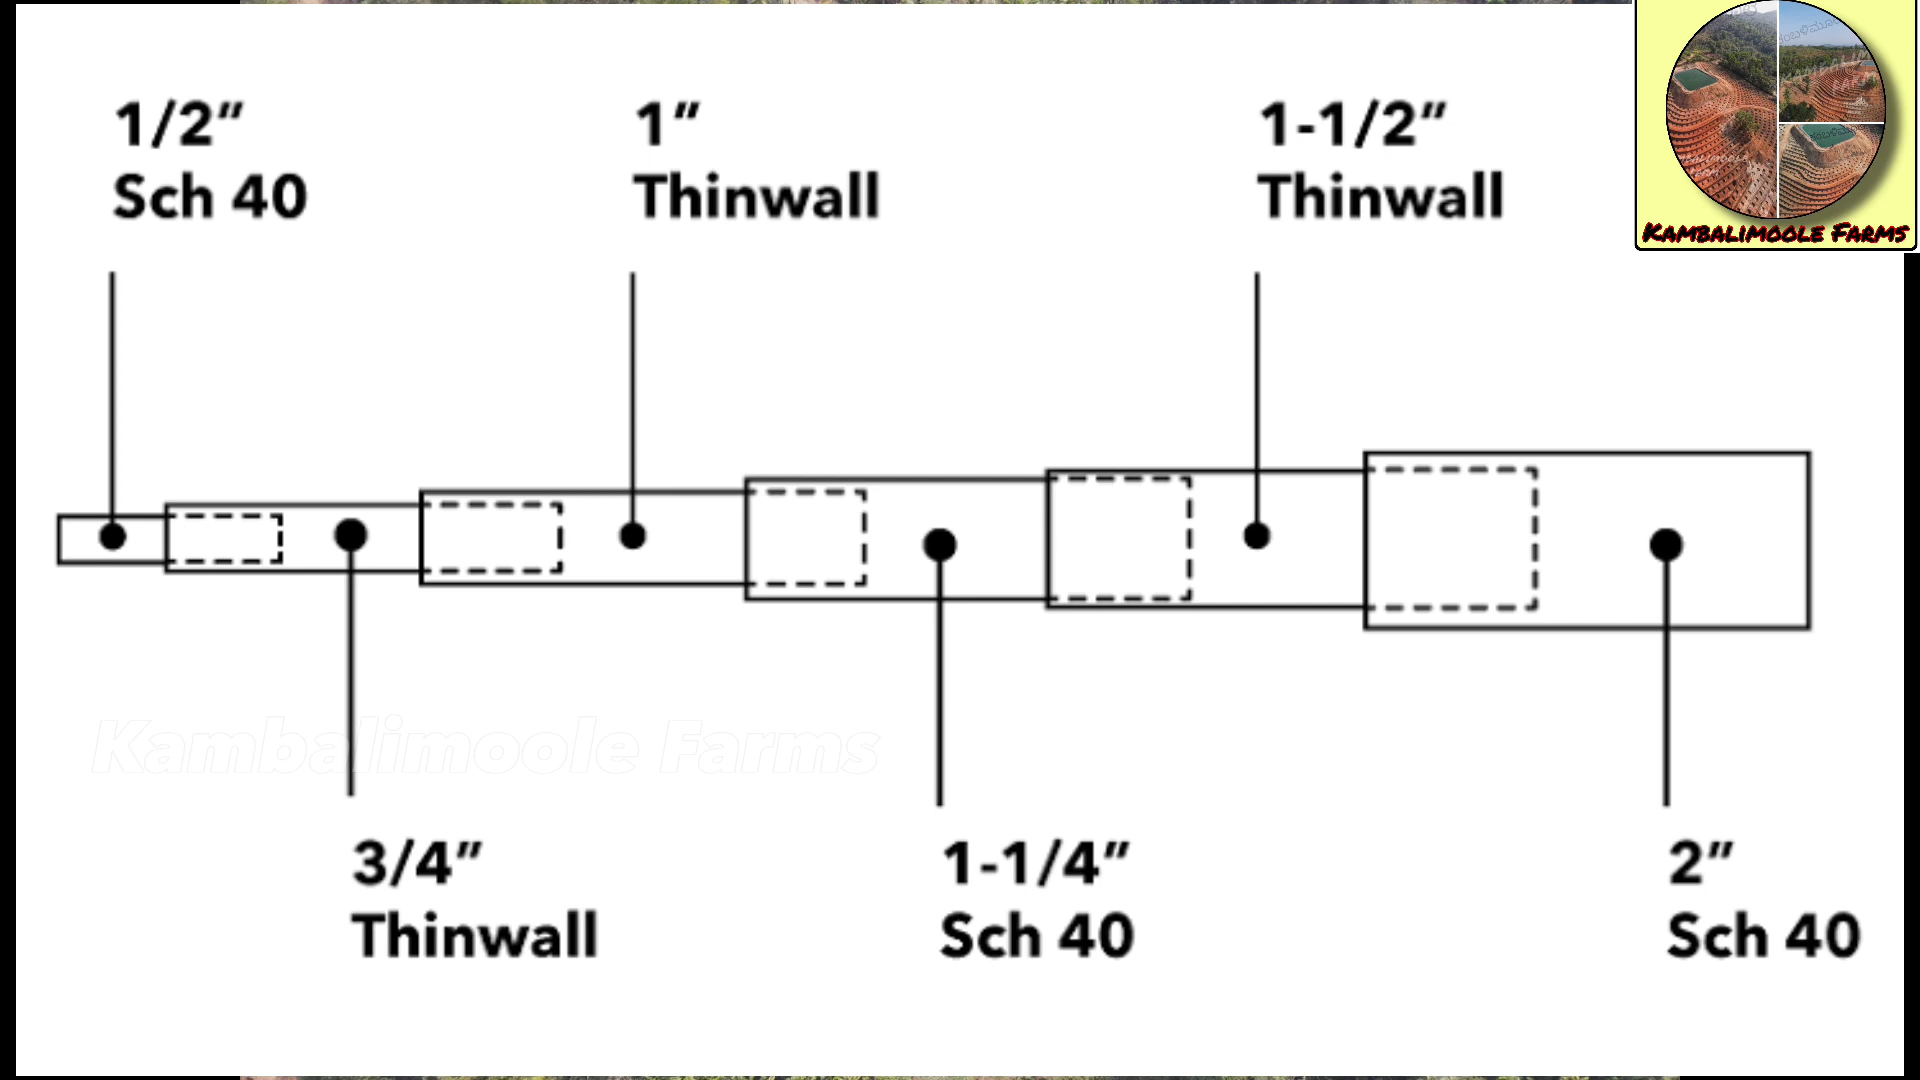 1/2″
Sch 40
1″
Thinwall
1-1/2″
Thinwall
KAMBALIMOOLE FARMS
Kambalimoole Farms
3/4″
Thinwall
1-1/4″
Sch 40
2″
Sch 40